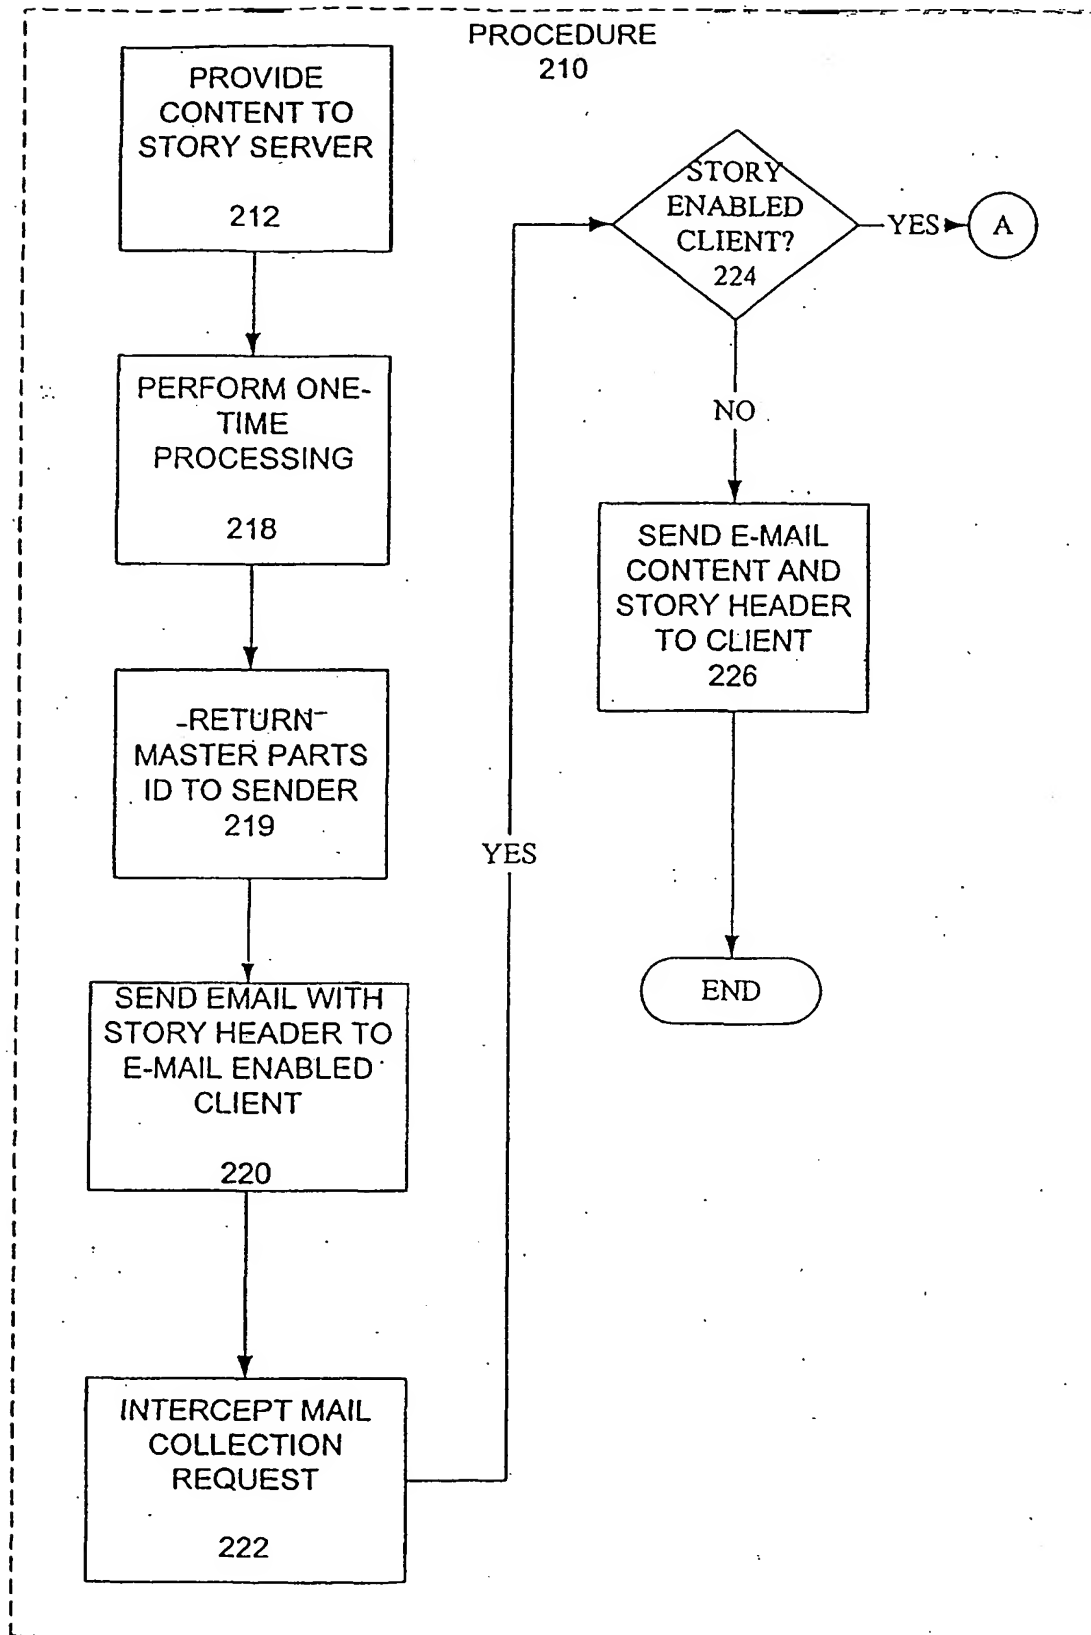 PROCEDURE
210
PROVIDE
CONTENT TO
STORY SERVER
212
PERFORM ONE-
TIME
PROCESSING
218
RETURN
MASTER PARTS
ID TO SENDER
219
SEND EMAIL WITH
STORY HEADER TO
E-MAIL ENABLED
CLIENT
220
INTERCEPT MAIL
COLLECTION
REQUEST
222
YES
STORY
ENABLED
CLIENT?
224
YES
A
NO
SEND E-MAIL
CONTENT AND
STORY HEADER
TO CLIENT
226
END